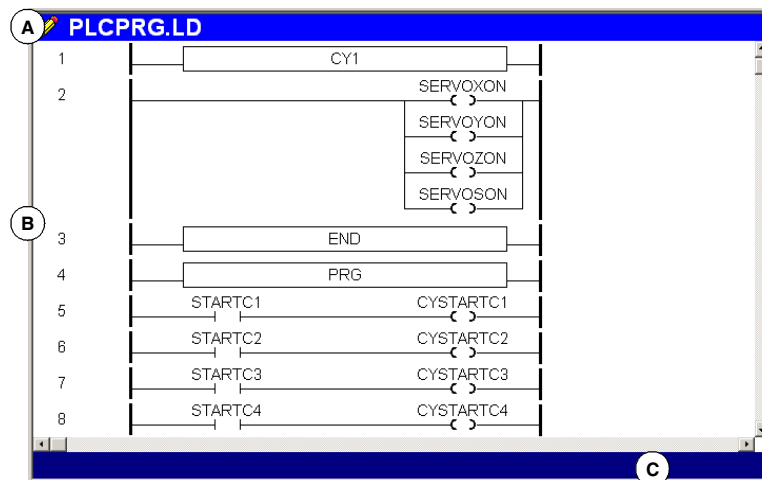 A PLCPRG.LD
1 CY1
2 SERVOXON
SERVOYON
SERVOZON
SERVOSON
B
3 END
4 PRG
5 STARTC1 CYSTARTC1
6 STARTC2 CYSTARTC2
7 STARTC3 CYSTARTC3
8 STARTC4 CYSTARTC4
C